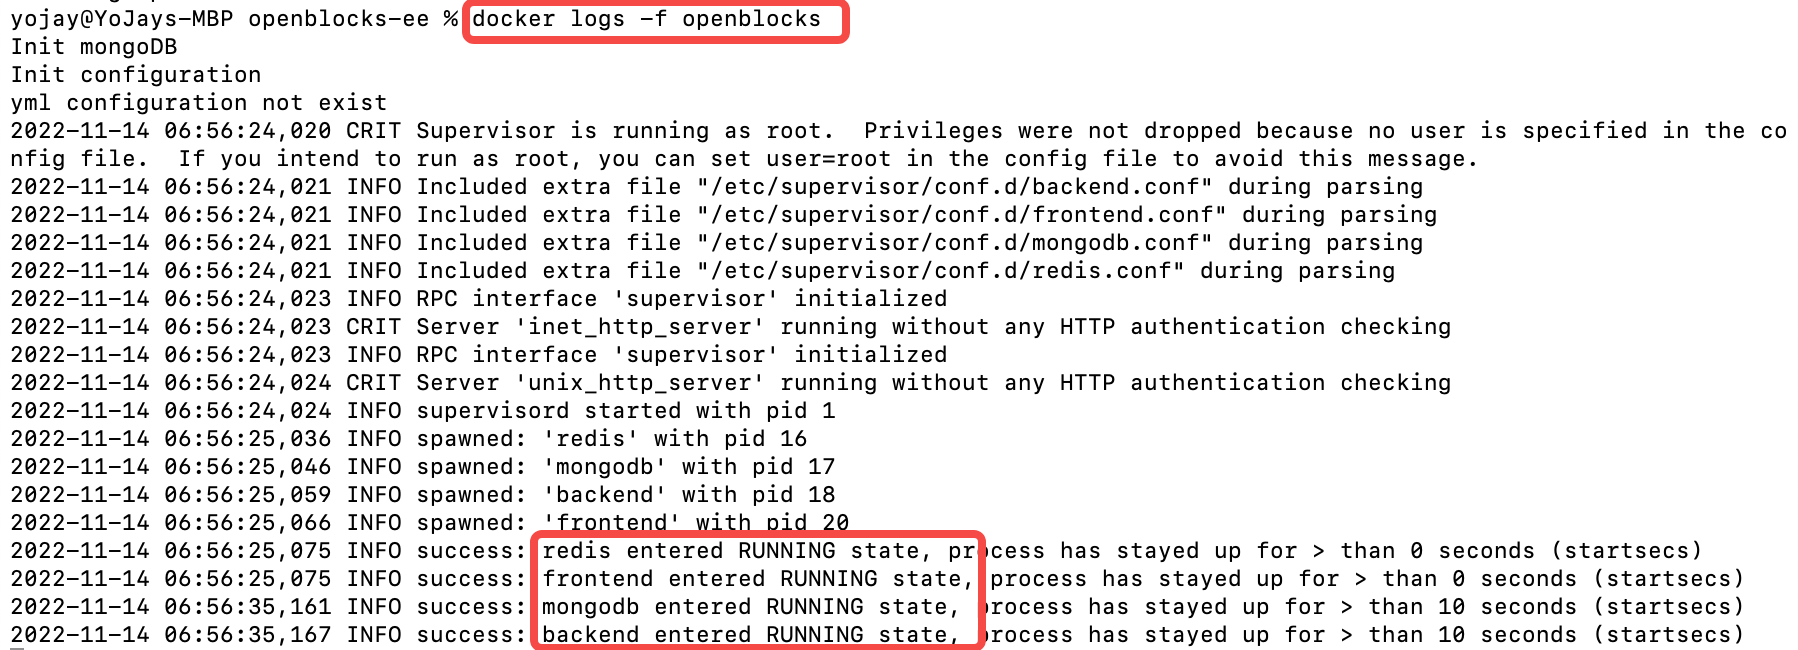 yojay@YoJays-MBP openblocks-ee % docker logs -f openblocks
Init mongoDB
Init configuration
yml configuration not exist
2022-11-14 06:56:24,020 CRIT Supervisor is running as root.  Privileges were not dropped because no user is specified in the co
nfig file.  If you intend to run as root, you can set user=root in the config file to avoid this message.
2022-11-14 06:56:24,021 INFO Included extra file "/etc/supervisor/conf.d/backend.conf" during parsing
2022-11-14 06:56:24,021 INFO Included extra file "/etc/supervisor/conf.d/frontend.conf" during parsing
2022-11-14 06:56:24,021 INFO Included extra file "/etc/supervisor/conf.d/mongodb.conf" during parsing
2022-11-14 06:56:24,021 INFO Included extra file "/etc/supervisor/conf.d/redis.conf" during parsing
2022-11-14 06:56:24,023 INFO RPC interface 'supervisor' initialized
2022-11-14 06:56:24,023 CRIT Server 'inet_http_server' running without any HTTP authentication checking
2022-11-14 06:56:24,023 INFO RPC interface 'supervisor' initialized
2022-11-14 06:56:24,024 CRIT Server 'unix_http_server' running without any HTTP authentication checking
2022-11-14 06:56:24,024 INFO supervisord started with pid 1
2022-11-14 06:56:25,036 INFO spawned: 'redis' with pid 16
2022-11-14 06:56:25,046 INFO spawned: 'mongodb' with pid 17
2022-11-14 06:56:25,059 INFO spawned: 'backend' with pid 18
2022-11-14 06:56:25,066 INFO spawned: 'frontend' with pid 20
2022-11-14 06:56:25,075 INFO success: redis entered RUNNING state, process has stayed up for > than 0 seconds (startsecs)
2022-11-14 06:56:25,075 INFO success: frontend entered RUNNING state, process has stayed up for > than 0 seconds (startsecs)
2022-11-14 06:56:35,161 INFO success: mongodb entered RUNNING state, process has stayed up for > than 10 seconds (startsecs)
2022-11-14 06:56:35,167 INFO success: backend entered RUNNING state, process has stayed up for > than 10 seconds (startsecs)